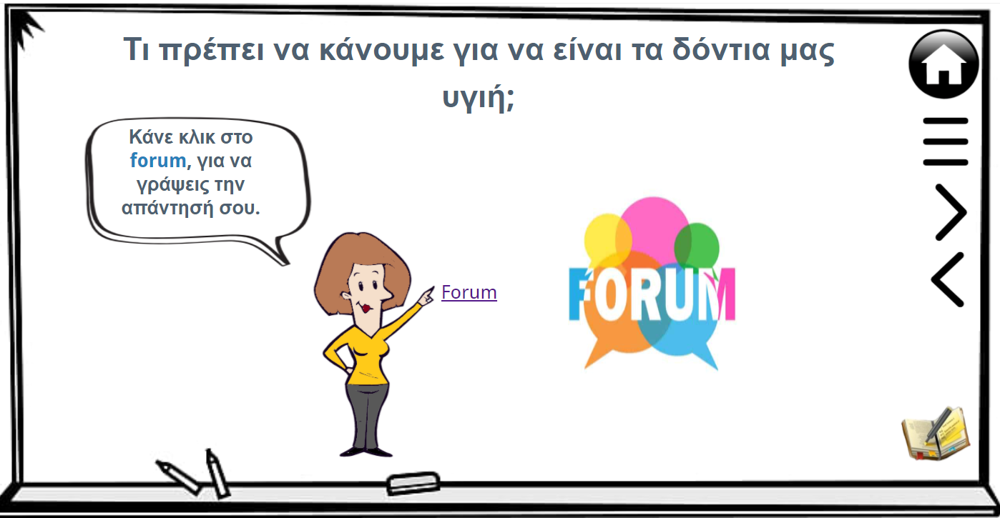 Τι πρέπει να κάνουμε για να είναι τα δόντια μας
υγιή;
Κάνε κλικ στο
forum, για να
γράψεις την
απάντησή σου.
Forum
FORUM